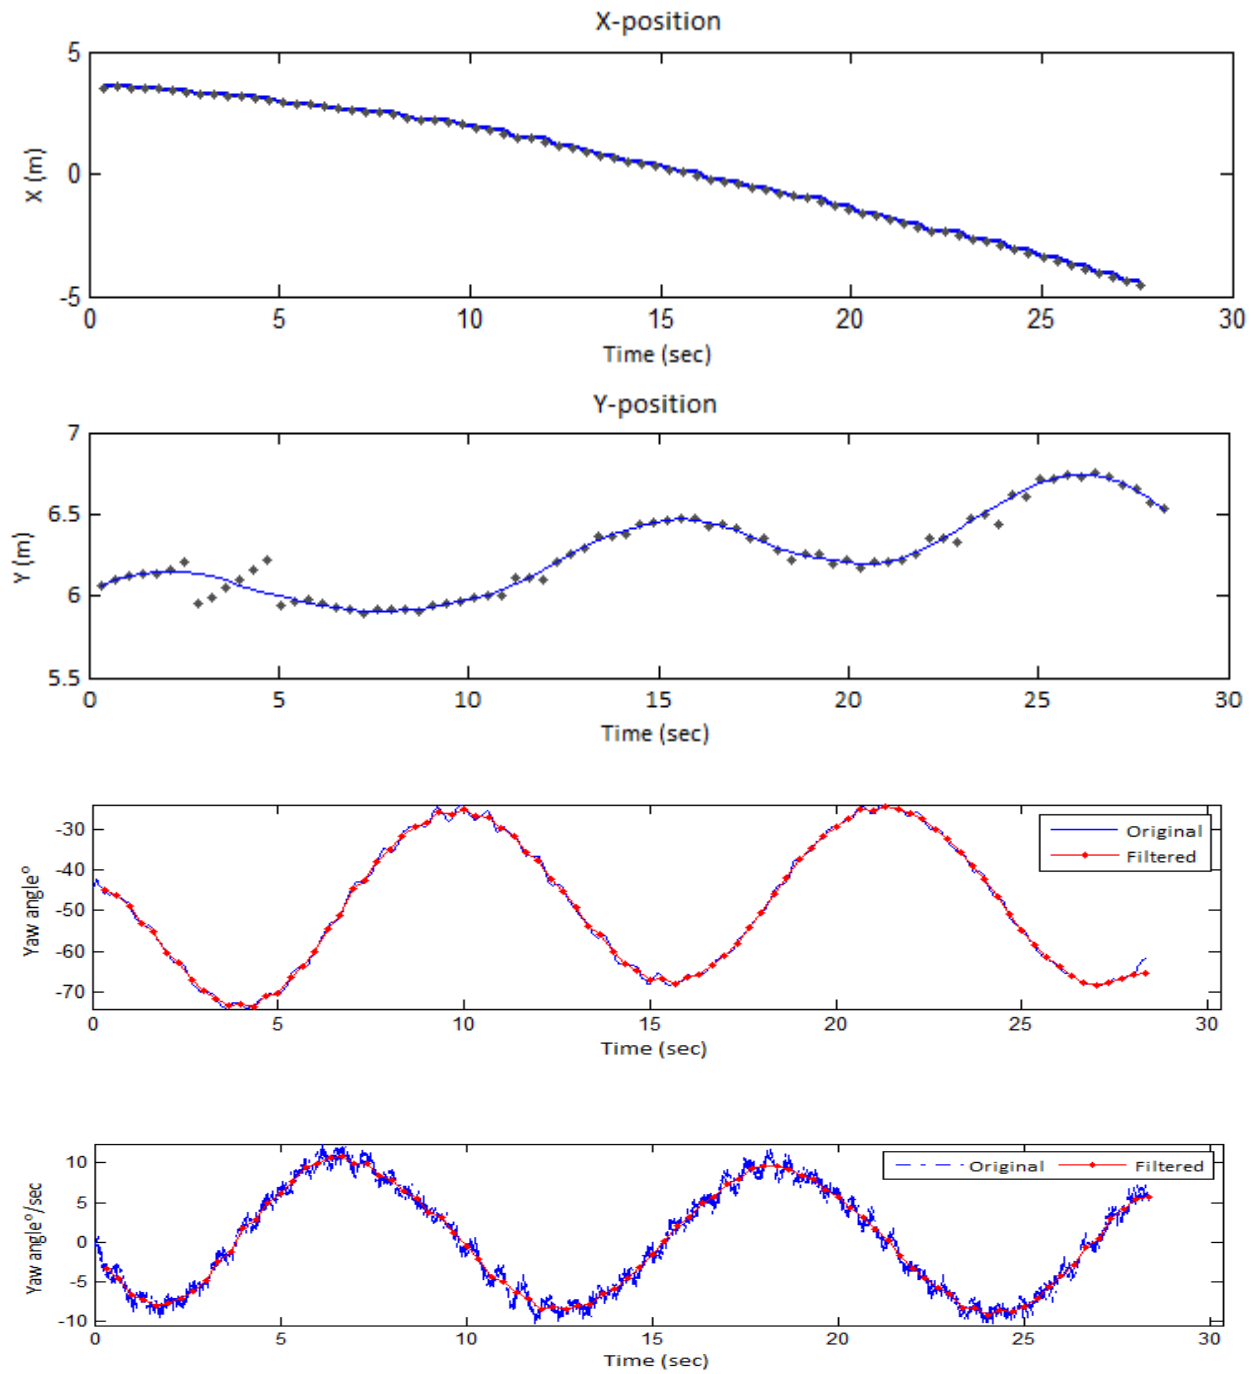 X-position
5
0
-5
X (m)
0 5 10 15 20 25 30
Time (sec)
Y-position
7
6.5
6
5.5
Y (m)
0 5 10 15 20 25 30
Time (sec)
-30
-40
-50
-60
-70
Yaw angle⁰
Original
Filtered
0 5 10 15 20 25 30
Time (sec)
10
5
0
-5
-10
Yaw angle⁰/sec
Original Filtered
0 5 10 15 20 25 30
Time (sec)